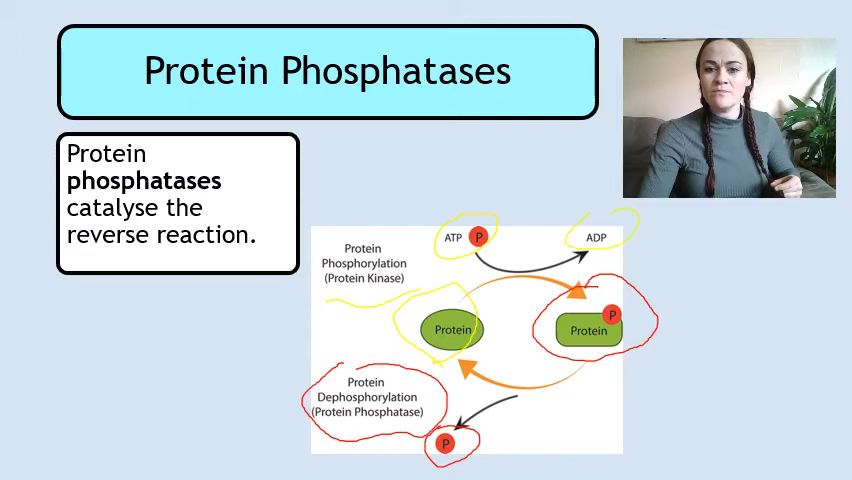 Protein Phosphatases
Protein
phosphatases
catalyse the
reverse reaction.
ATP P
ADP
Protein
Phosphorylation
(Protein Kinase)
Protein
P
Protein
Protein
Dephosphorylation
(Protein Phosphatase)
P